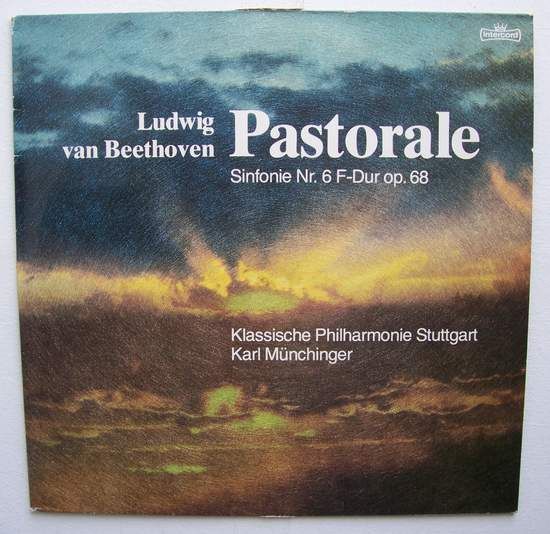 Intercord
Ludwig
van Beethoven
Pastorale
Sinfonie Nr. 6 F-Dur op. 68
Klassische Philharmonie Stuttgart
Karl Münchinger